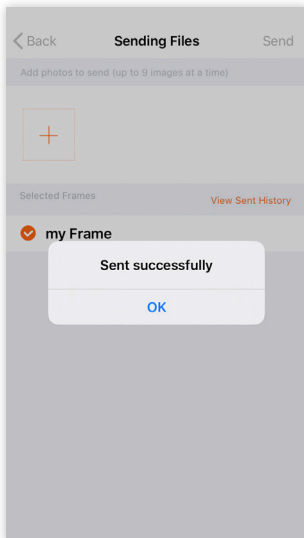 Back Sending Files Send
Add photos to send (up to 9 images at a time)
Selected Frames View Sent History
my Frame
Sent successfully
OK